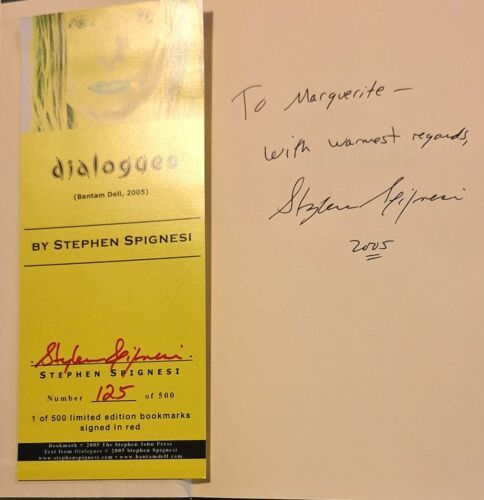 dialogues
(Bantam Dell, 2005)
BY STEPHEN SPIGNESI
Stephen Spignesi
STEPHEN SPIGNESI
Number 125 of 500
1 of 500 limited edition bookmarks
signed in red
Bookmark © 2005 The Stephen John Press
Text from Dialogues © 2005 Stephen Spignesi
www.stephenspignesi.com • www.bantamdell.com
To Marguerite —
With warmest regards,
Stephen Spignesi
2005